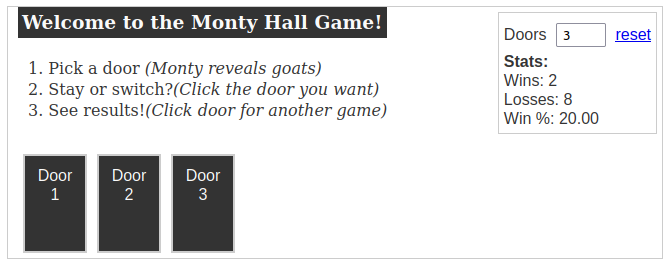 Welcome to the Monty Hall Game!
1. Pick a door (Monty reveals goats)
2. Stay or switch?(Click the door you want)
3. See results!(Click door for another game)
Doors 3 reset
Stats:
Wins: 2
Losses: 8
Win %: 20.00
Door
1
Door
2
Door
3